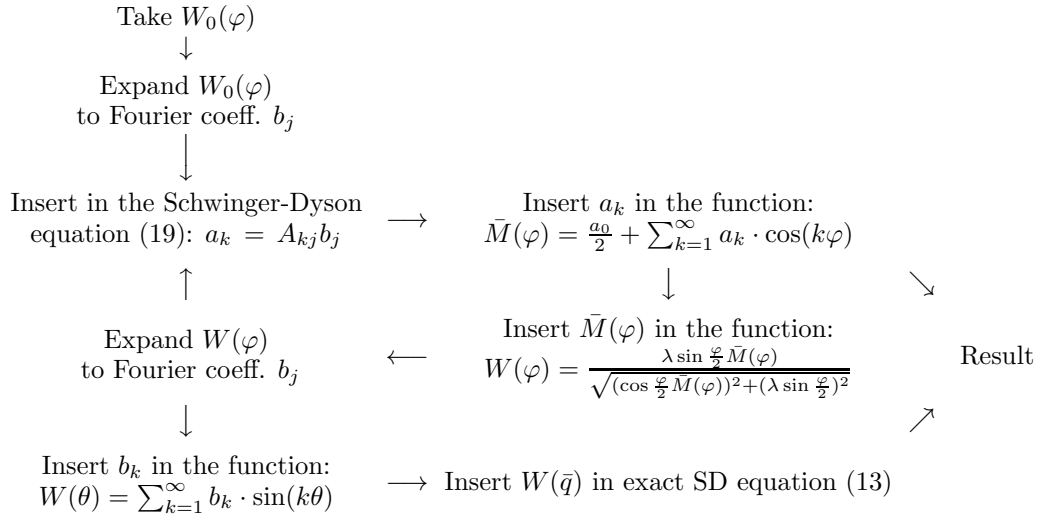 Take $W_0(\varphi)$
↓
Expand $W_0(\varphi)$
to Fourier coeff. $b_j$
↓
Insert in the Schwinger-Dyson
equation (19): $a_k = A_{kj} b_j$
⟶
Insert $a_k$ in the function:
$\bar{M}(\varphi) = \frac{a_0}{2} + \sum_{k=1}^{\infty} a_k \cdot \cos(k\varphi)$
↑
↓
↘
Expand $W(\varphi)$
to Fourier coeff. $b_j$
⟵
Insert $\bar{M}(\varphi)$ in the function:
$W(\varphi) = \frac{\lambda \sin \frac{\varphi}{2} \bar{M}(\varphi)}{\sqrt{(\cos \frac{\varphi}{2} \bar{M}(\varphi))^2 + (\lambda \sin \frac{\varphi}{2})^2}}$
Result
↓
↗
Insert $b_k$ in the function:
$W(\theta) = \sum_{k=1}^{\infty} b_k \cdot \sin(k\theta)$
⟶
Insert $W(\bar{q})$ in exact SD equation (13)